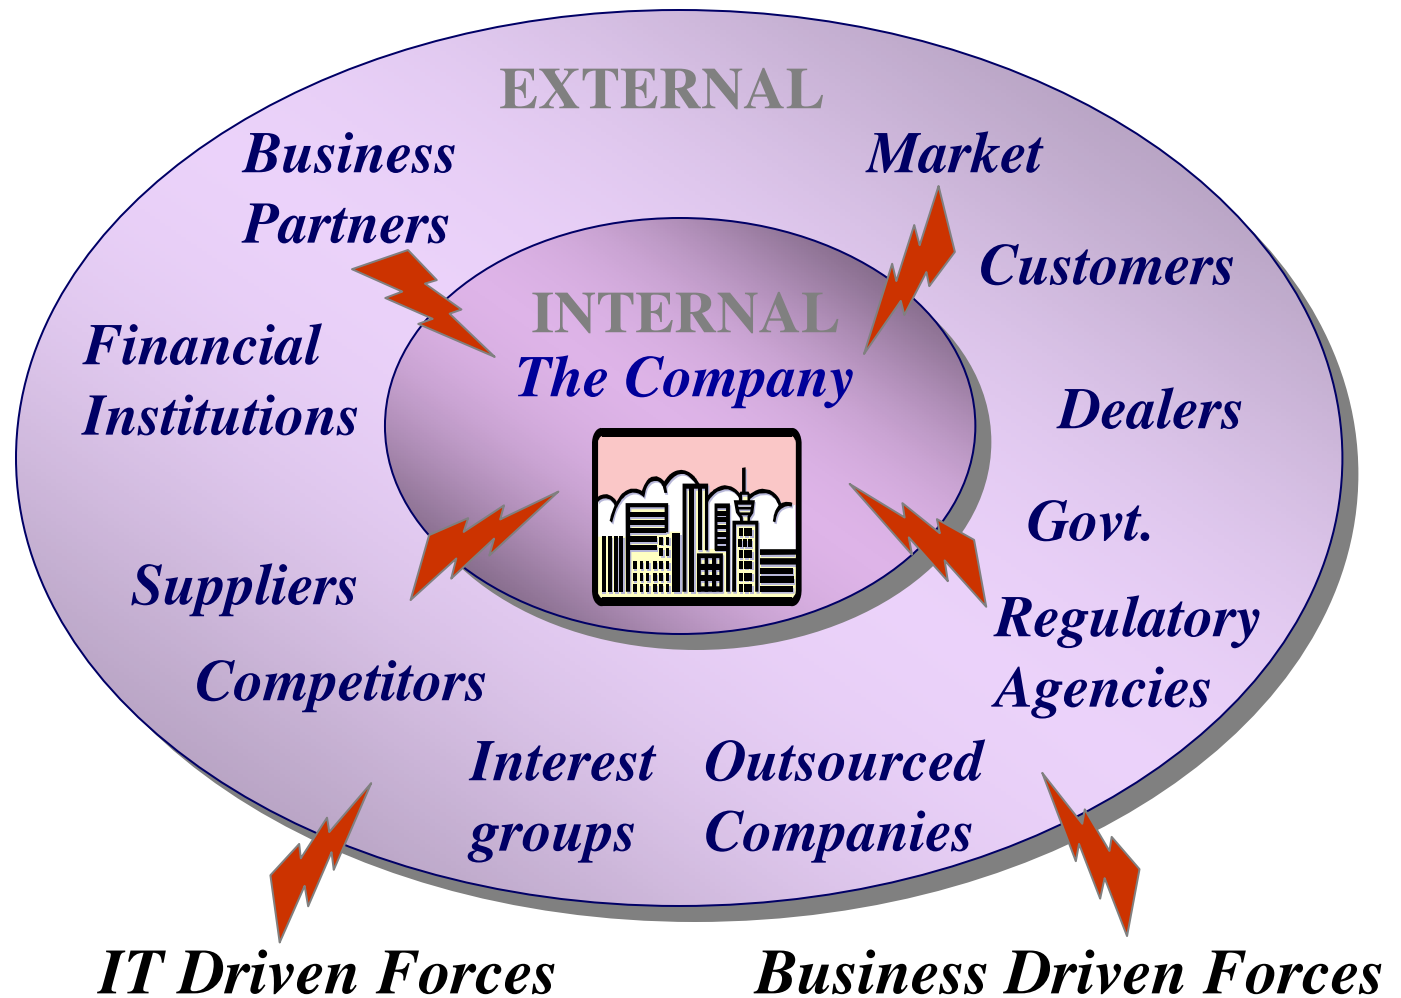 EXTERNAL
Business
Partners
Market
Customers
INTERNAL
The Company
Financial
Institutions
Dealers
Govt.
Suppliers
Regulatory
Agencies
Competitors
Interest
groups
Outsourced
Companies
IT Driven Forces
Business Driven Forces